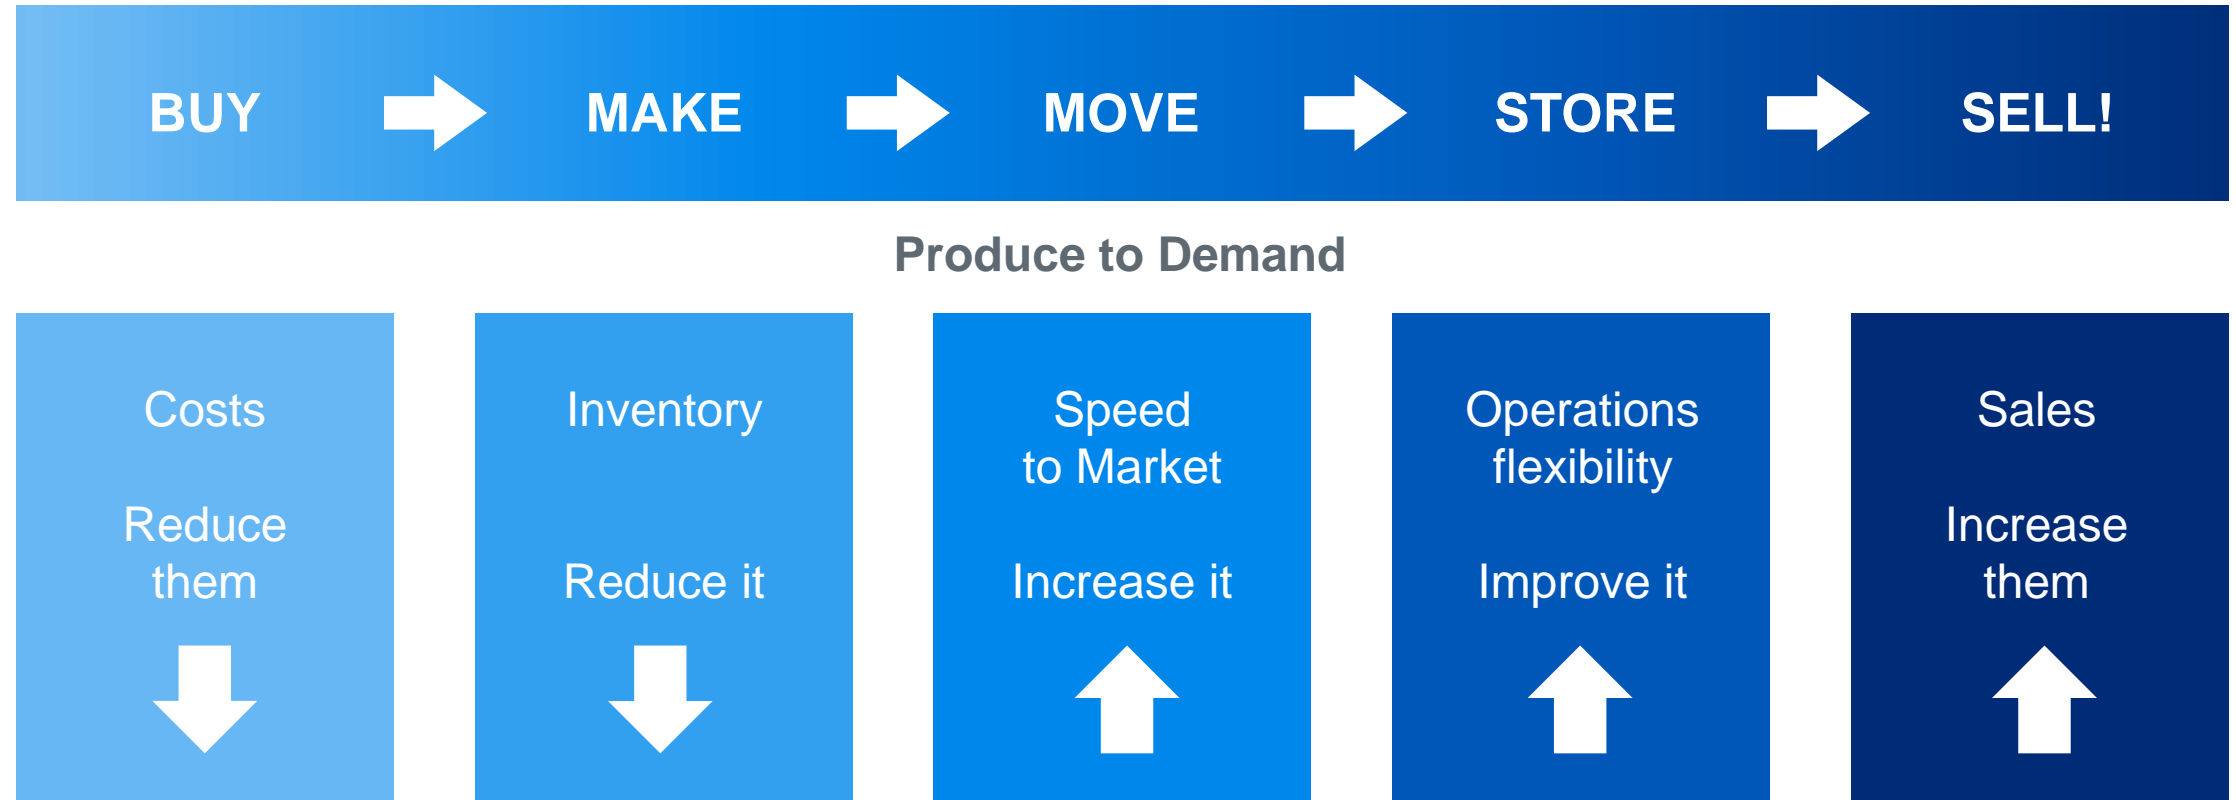 BUY MAKE MOVE STORE SELL!
Produce to Demand
Costs
Reduce
them
Inventory
Reduce it
Speed
to Market
Increase it
Operations
flexibility
Improve it
Sales
Increase
them